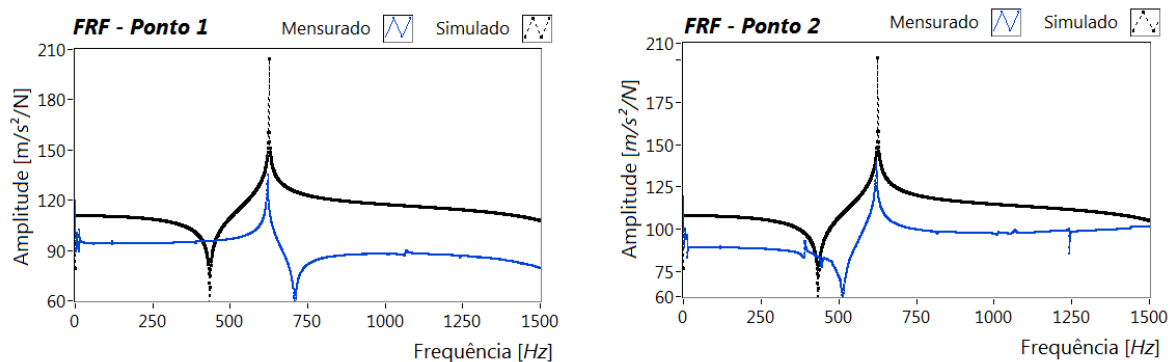 FRF - Ponto 1 Mensurado Simulado
Amplitude [m/s²/N]
210
180
150
120
90
60
0 250 500 750 1000 1250 1500
Frequência [Hz]
FRF - Ponto 2 Mensurado Simulado
Amplitude [m/s²/N]
210
175
150
125
100
75
60
0 250 500 750 1000 1250 1500
Frequência [Hz]